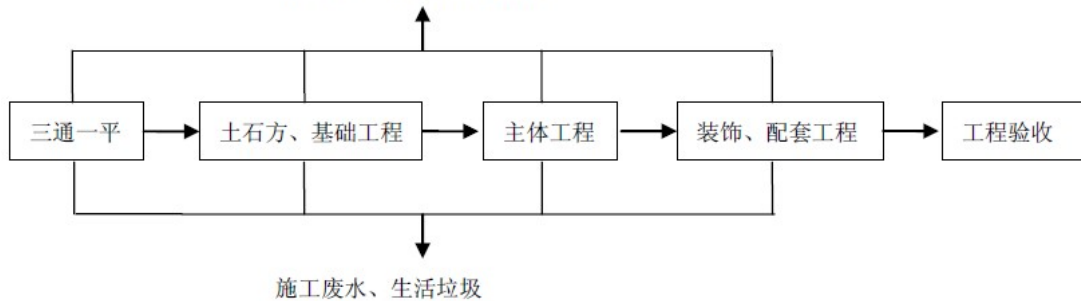 三通一平
土石方、基础工程
主体工程
装饰、配套工程
工程验收
施工废水、生活垃圾